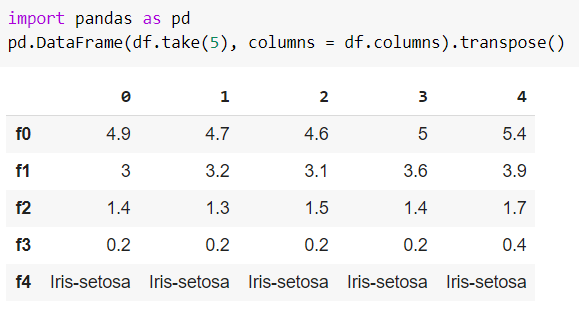 import pandas as pd
pd.DataFrame(df.take(5), columns = df.columns).transpose()
0 1 2 3 4
f0 4.9 4.7 4.6 5 5.4
f1 3 3.2 3.1 3.6 3.9
f2 1.4 1.3 1.5 1.4 1.7
f3 0.2 0.2 0.2 0.2 0.4
f4 Iris-setosa Iris-setosa Iris-setosa Iris-setosa Iris-setosa